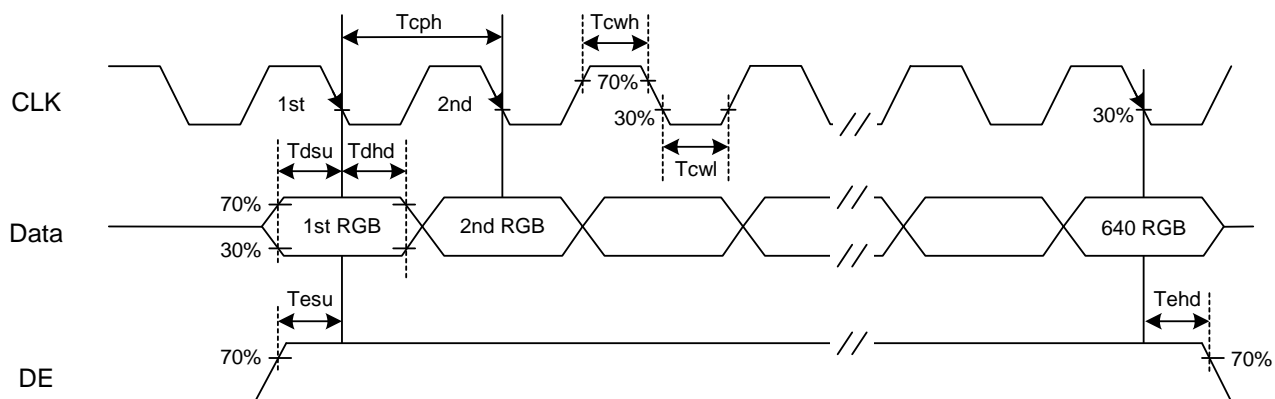 Tcph
Tcwh
CLK
1st
2nd
70%
30%
30%
Tdsu
Tdhd
Tcwl
Data
70%
30%
1st RGB
2nd RGB
640 RGB
Tesu
Tehd
DE
70%
70%